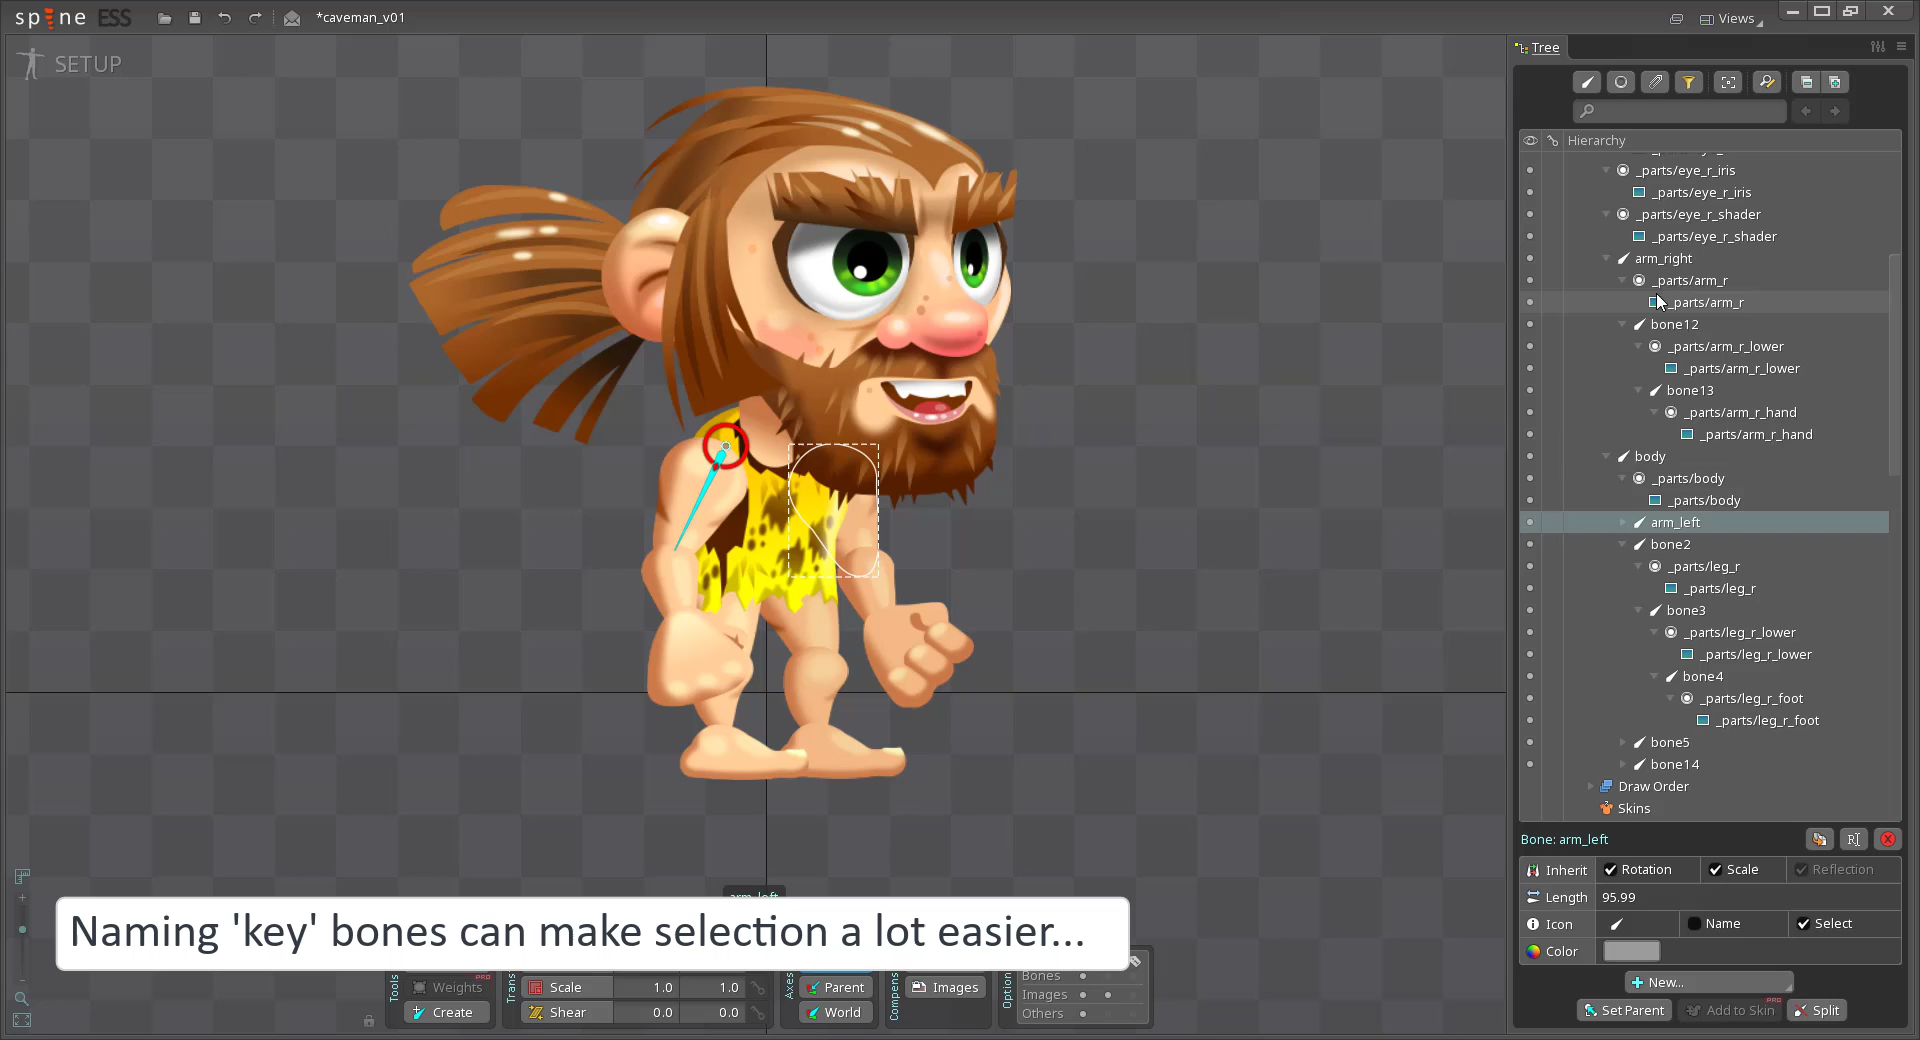 spine ESS
*caveman_v01
Views
SETUP
Tree
Hierarchy
_parts/eye_r_iris
_parts/eye_r_iris
_parts/eye_r_shader
_parts/eye_r_shader
arm_right
_parts/arm_r
_parts/arm_r
bone12
_parts/arm_r_lower
_parts/arm_r_lower
bone13
_parts/arm_r_hand
_parts/arm_r_hand
body
_parts/body
_parts/body
arm_left
bone2
_parts/leg_r
_parts/leg_r
bone3
_parts/leg_r_lower
_parts/leg_r_lower
bone4
_parts/leg_r_foot
_parts/leg_r_foot
bone5
bone14
Draw Order
Skins
Bone: arm_left
Inherit Rotation Scale Reflection
Length 95.99
Icon Name Select
Color
New...
Set Parent Add to Skin PRO Split
arm_left
Naming 'key' bones can make selection a lot easier...
Tools
Weights PRO
Create
Trans
Scale 1.0 1.0
Shear 0.0 0.0
Axes
Parent
World
Compens
Images
Option
Bones
Images
Others